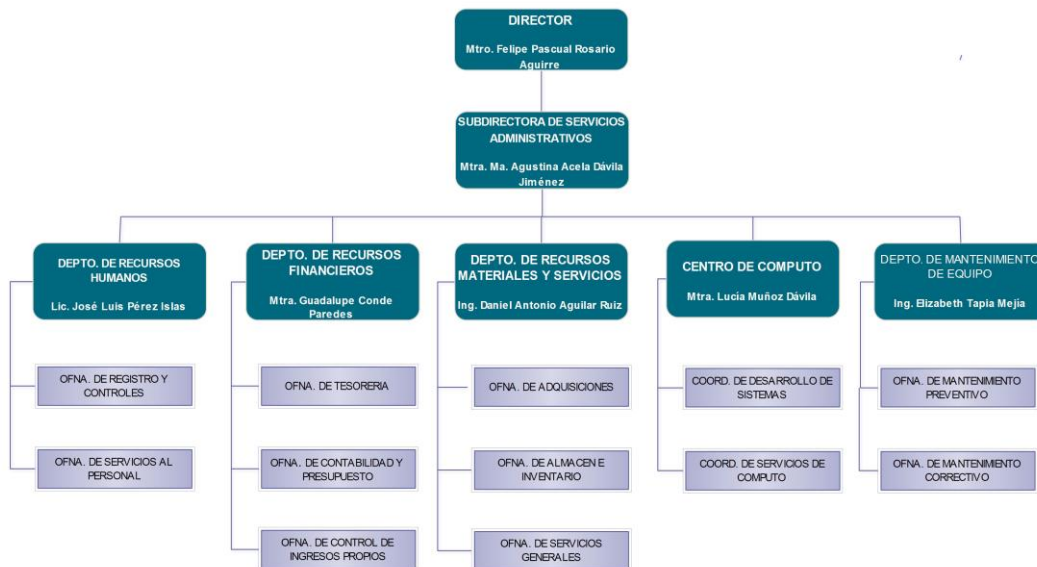 DIRECTOR
Mtro. Felipe Pascual Rosario
Aguirre
SUBDIRECTORA DE SERVICIOS
ADMINISTRATIVOS
Mtra. Ma. Agustina Acela Dávila
Jiménez
DEPTO. DE RECURSOS
HUMANOS
Lic. José Luis Pérez Islas
DEPTO. DE RECURSOS
FINANCIEROS
Mtra. Guadalupe Conde
Paredes
DEPTO. DE RECURSOS
MATERIALES Y SERVICIOS
Ing. Daniel Antonio Aguilar Ruiz
CENTRO DE COMPUTO
Mtra. Lucía Muñoz Dávila
DEPTO. DE MANTENIMIENTO
DE EQUIPO
Ing. Elizabeth Tapia Mejia
OFNA. DE REGISTRO Y
CONTROLES
OFNA. DE TESORERIA
OFNA. DE ADQUISICIONES
COORD. DE DESARROLLO DE
SISTEMAS
OFNA. DE MANTENIMIENTO
PREVENTIVO
OFNA. DE SERVICIOS AL
PERSONAL
OFNA. DE CONTABILIDAD Y
PRESUPUESTO
OFNA. DE ALMACEN E
INVENTARIO
COORD. DE SERVICIOS DE
COMPUTO
OFNA. DE MANTENIMIENTO
CORRECTIVO
OFNA. DE CONTROL DE
INGRESOS PROPIOS
OFNA. DE SERVICIOS
GENERALES